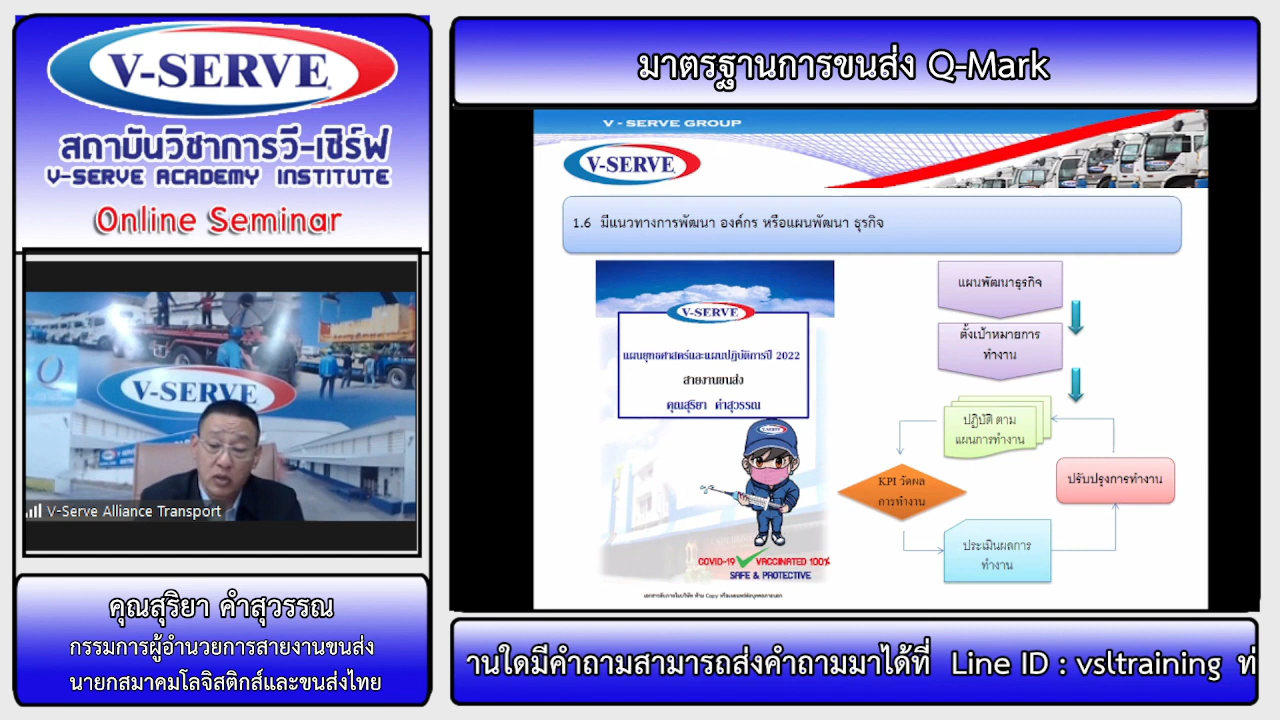 V-SERVE
สถาบันวิชาการวี-เซิร์ฟ
V-SERVE ACADEMY INSTITUTE
Online Seminar
V-SERVE
V-Serve Alliance Transport
คุณสุริยา คำสุวรรณ
กรรมการผู้อำนวยการสายงานขนส่ง
นายกสมาคมโลจิสติกส์และขนส่งไทย
มาตรฐานการขนส่ง Q-Mark
V - SERVE GROUP
V-SERVE
1.6 มีแนวทางการพัฒนา องค์กร หรือแผนพัฒนา ธุรกิจ
V-SERVE
แผนยุทธศาสตร์และแผนปฏิบัติการปี 2022
สายงานขนส่ง
คุณสุริยา คำสุวรรณ
COVID-19 VACCINATED 100%
SAFE & PROTECTIVE
แผนพัฒนาธุรกิจ
ตั้งเป้าหมายการ
ทำงาน
ปฏิบัติ ตาม
แผนการทำงาน
KPI วัดผล
การทำงาน
ปรับปรุงการทำงาน
ประเมินผลการ
ทำงาน
านใดมีคำถามสามารถส่งคำถามมาได้ที่ Line ID : vsltraining ท่